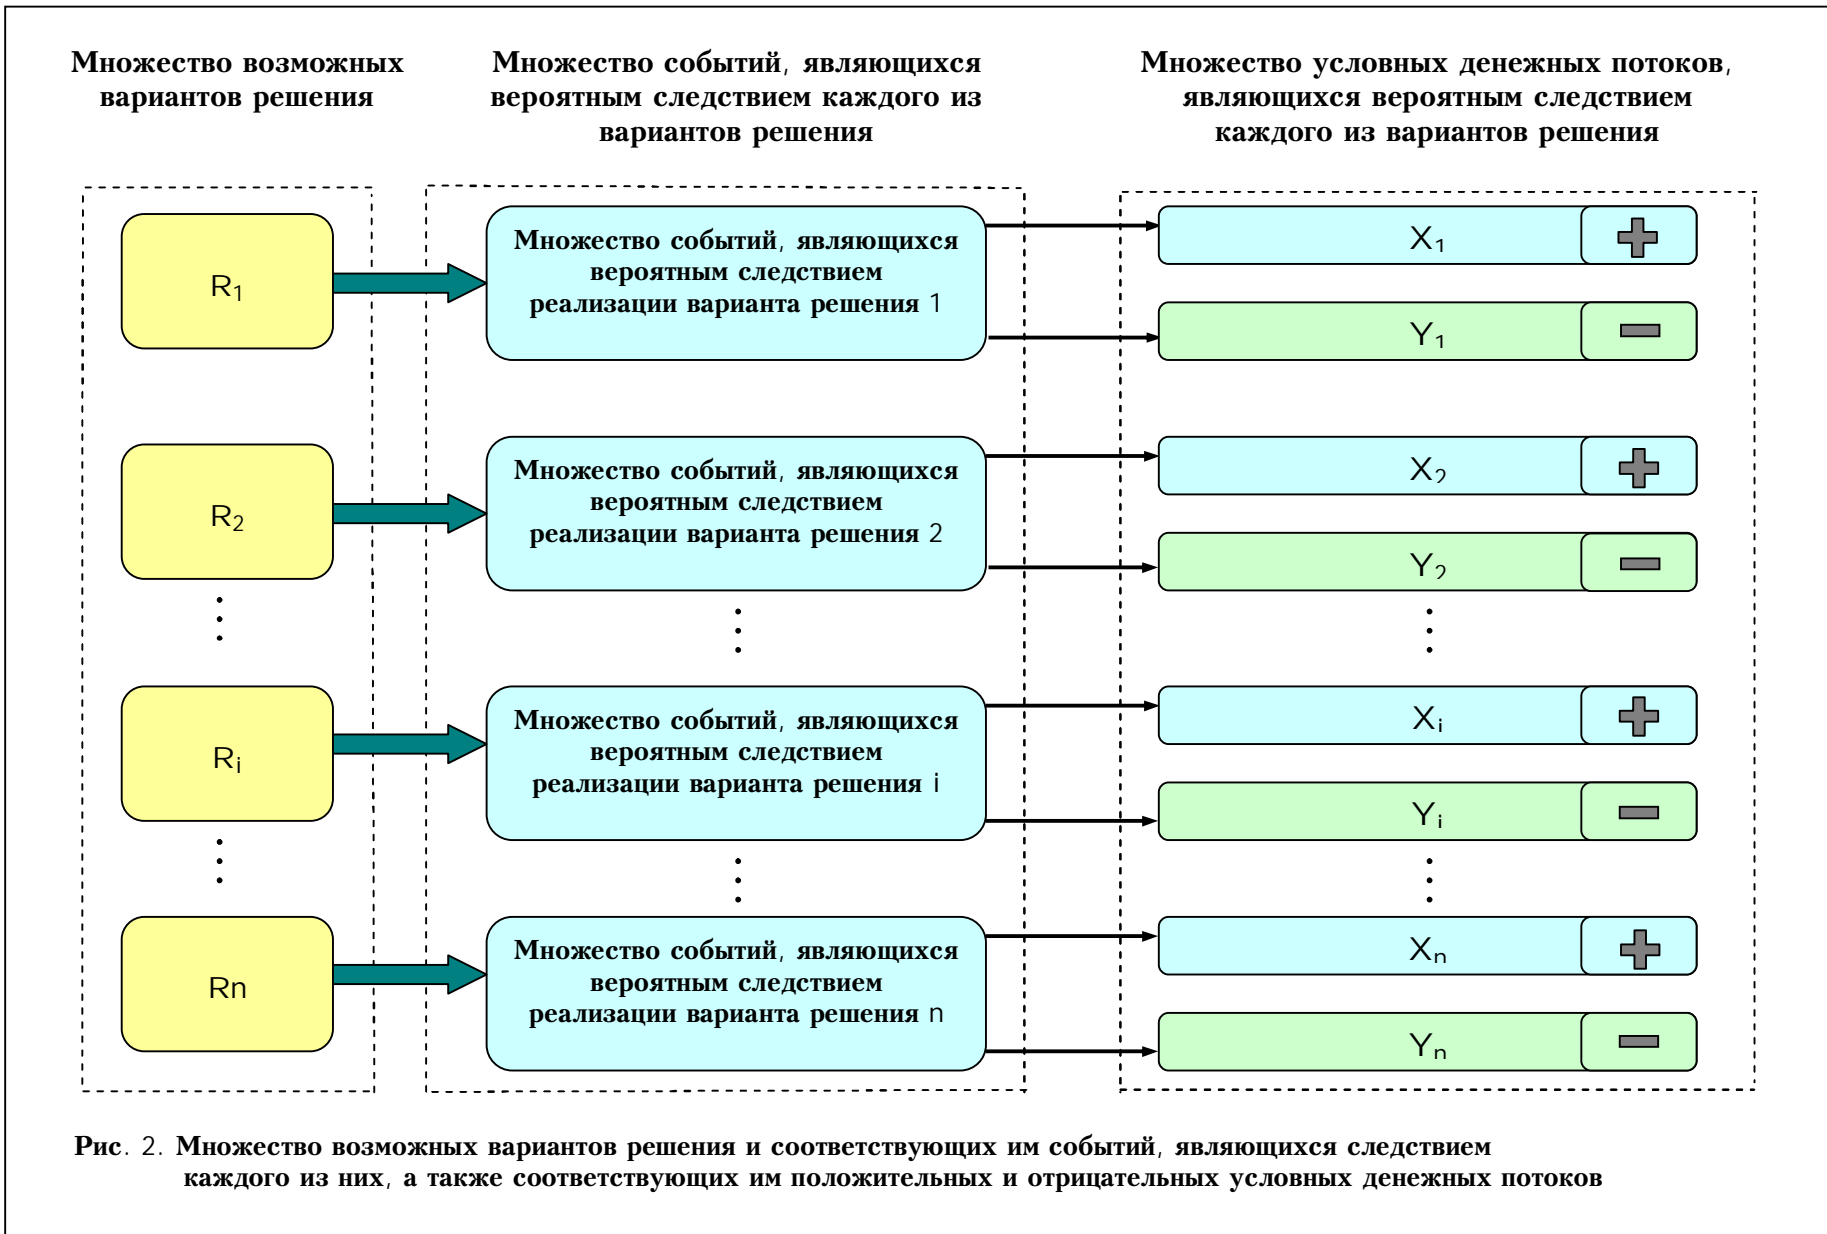 Множество возможных
вариантов решения
Множество событий, являющихся
вероятным следствием каждого из
вариантов решения
Множество условных денежных потоков,
являющихся вероятным следствием
каждого из вариантов решения
R1
Множество событий, являющихся
вероятным следствием
реализации варианта решения 1
X1
Y1
R2
Множество событий, являющихся
вероятным следствием
реализации варианта решения 2
X2
Y2
Ri
Множество событий, являющихся
вероятным следствием
реализации варианта решения i
Xi
Yi
Rn
Множество событий, являющихся
вероятным следствием
реализации варианта решения n
Xn
Yn
Рис. 2. Множество возможных вариантов решения и соответствующих им событий, являющихся следствием
каждого из них, а также соответствующих им положительных и отрицательных условных денежных потоков